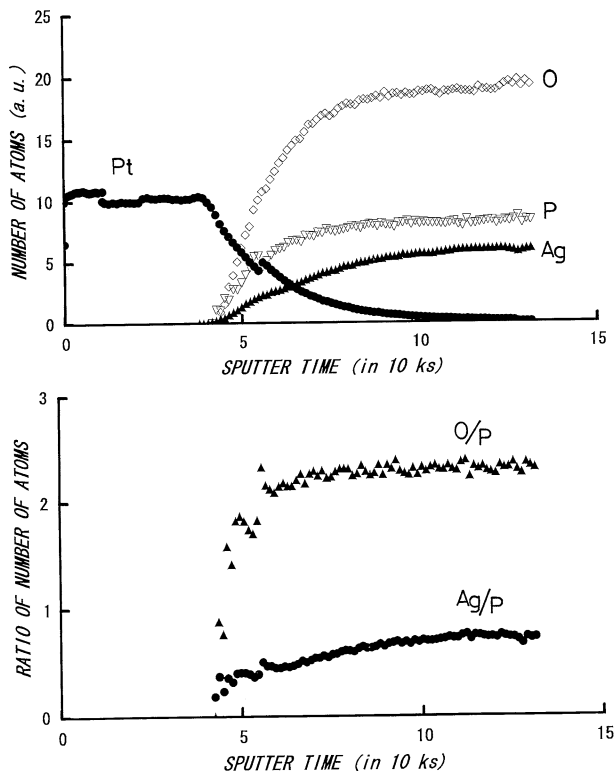 NUMBER OF ATOMS (a.u.)
25
20
15
10
5
0
Pt
O
P
Ag
0
5
10
15
SPUTTER TIME (in 10 ks)
RATIO OF NUMBER OF ATOMS
3
2
1
0
O/P
Ag/P
0
5
10
15
SPUTTER TIME (in 10 ks)